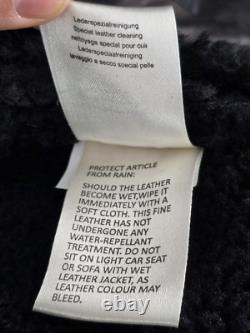 Lederspezialreinigung
Special leather cleaning
nettoyage special pour cuir
lavaggio a secco special pelle
PROTECT ARTICLE
FROM RAIN:
SHOULD THE LEATHER
BECOME WET,WIPE IT
IMMEDIATELY WITH A
SOFT CLOTH. THIS FINE
LEATHER HAS NOT
UNDERGONE ANY
WATER-REPELLANT
TREATMENT. DO NOT
SIT ON LIGHT CAR SEAT
OR SOFA WITH WET
LEATHER JACKET, AS
LEATHER COLOUR MAY
BLEED.